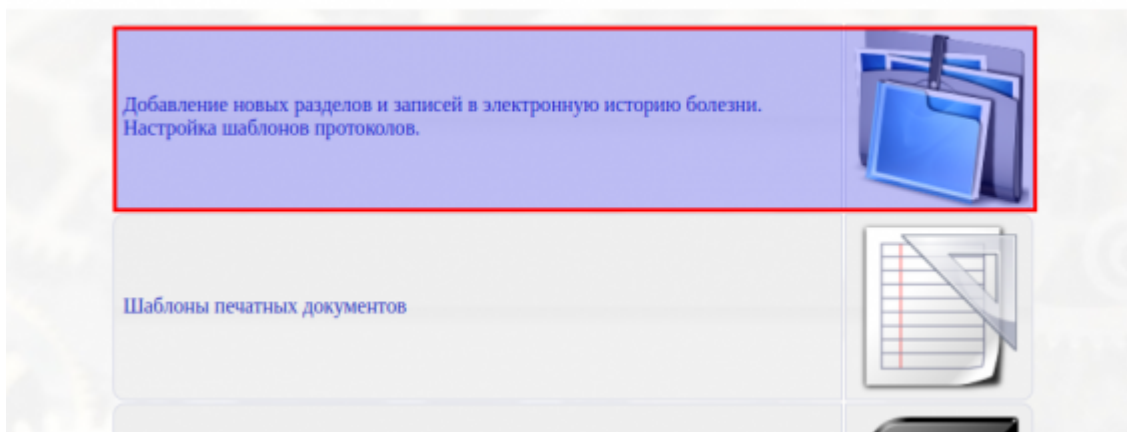 Добавление новых разделов и записей в электронную историю болезни.
Настройка шаблонов протоколов.
Шаблоны печатных документов